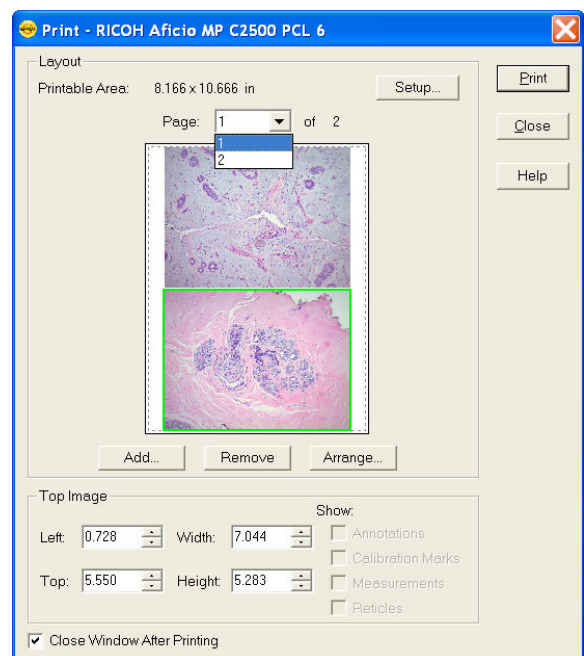 Print - RICOH Aficio MP C2500 PCL 6
Layout
Printable Area: 8.166 x 10.666 in
Setup...
Print
Page: 1 of 2
Close
1
2
Help
Add... Remove Arrange...
Top Image
Show:
Left: 0.728 Width: 7.044 Annotations
Calibration Marks
Top: 5.550 Height: 5.283 Measurements
Reticles
Close Window After Printing